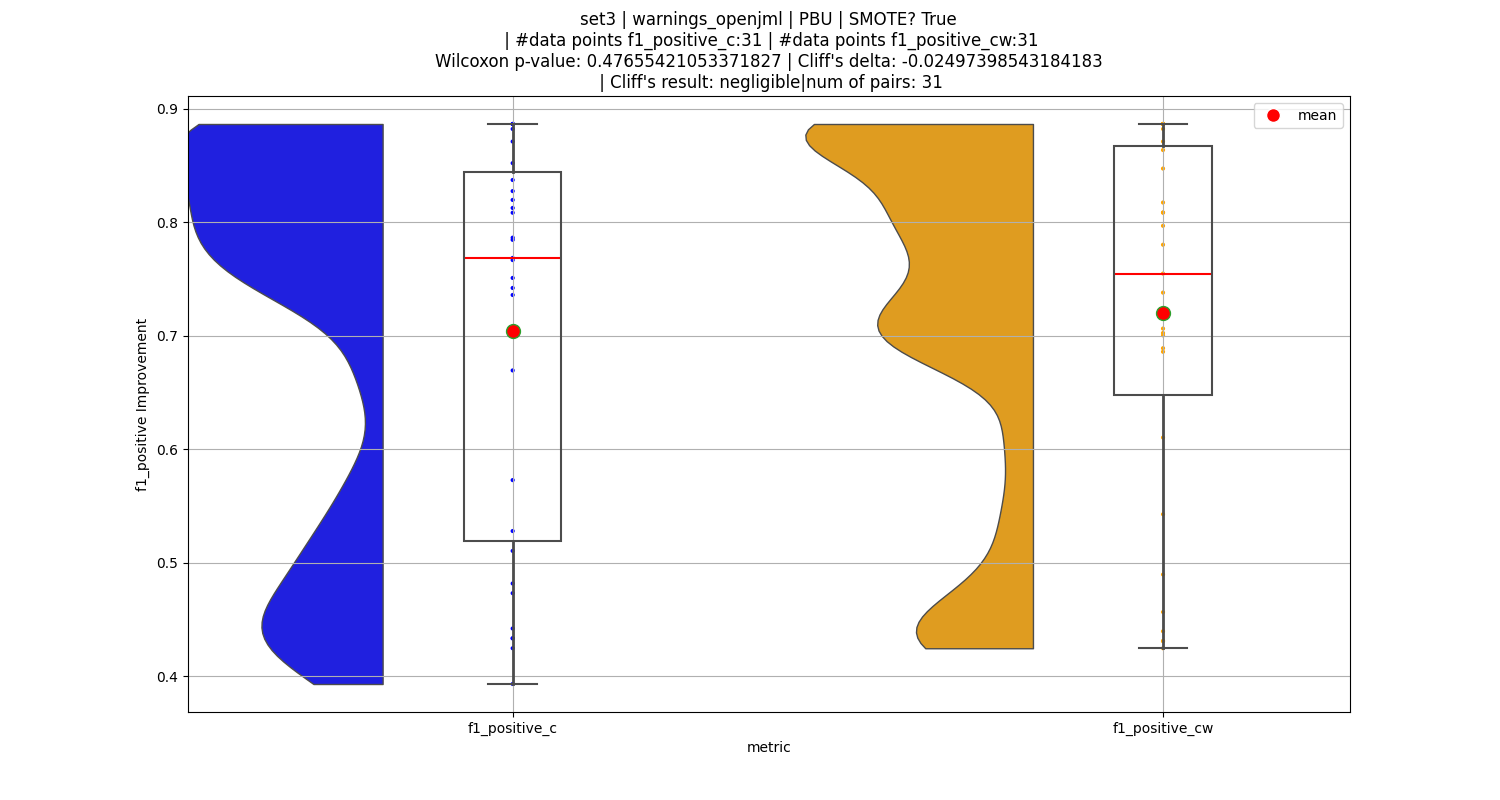 set3 | warnings_openjml | PBU | SMOTE? True
| #data points f1_positive_c:31 | #data points f1_positive_cw:31
Wilcoxon p-value: 0.47655421053371827 | Cliff's delta: -0.02497398543184183
| Cliff's result: negligible|num of pairs: 31
mean
0.9
0.8
0.7
0.6
0.5
0.4
f1_positive Improvement
f1_positive_c
f1_positive_cw
metric